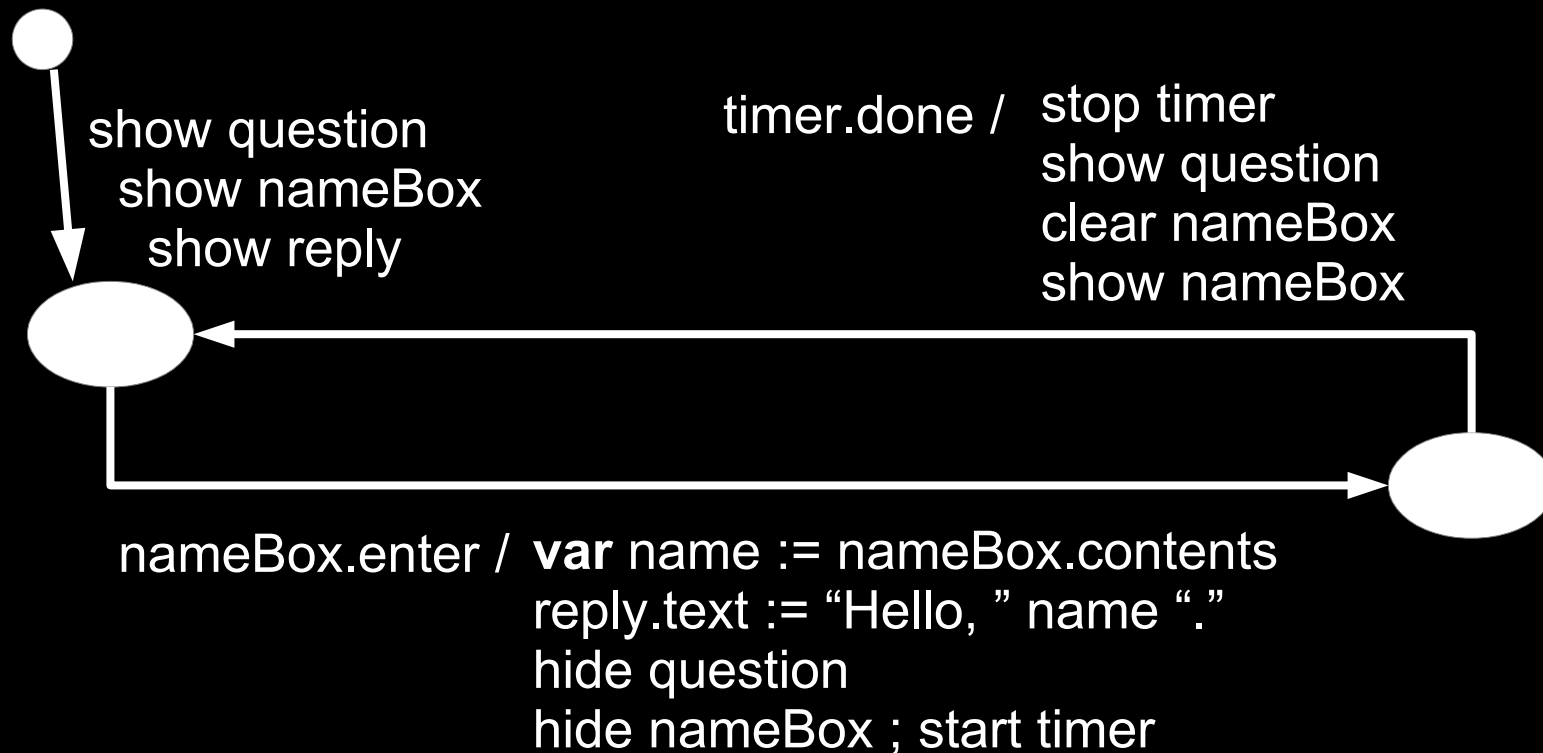 show question
show nameBox
show reply
timer.done / stop timer
show question
clear nameBox
show nameBox
nameBox.enter / var name := nameBox.contents
reply.text := “Hello, ” name “.”
hide question
hide nameBox ; start timer